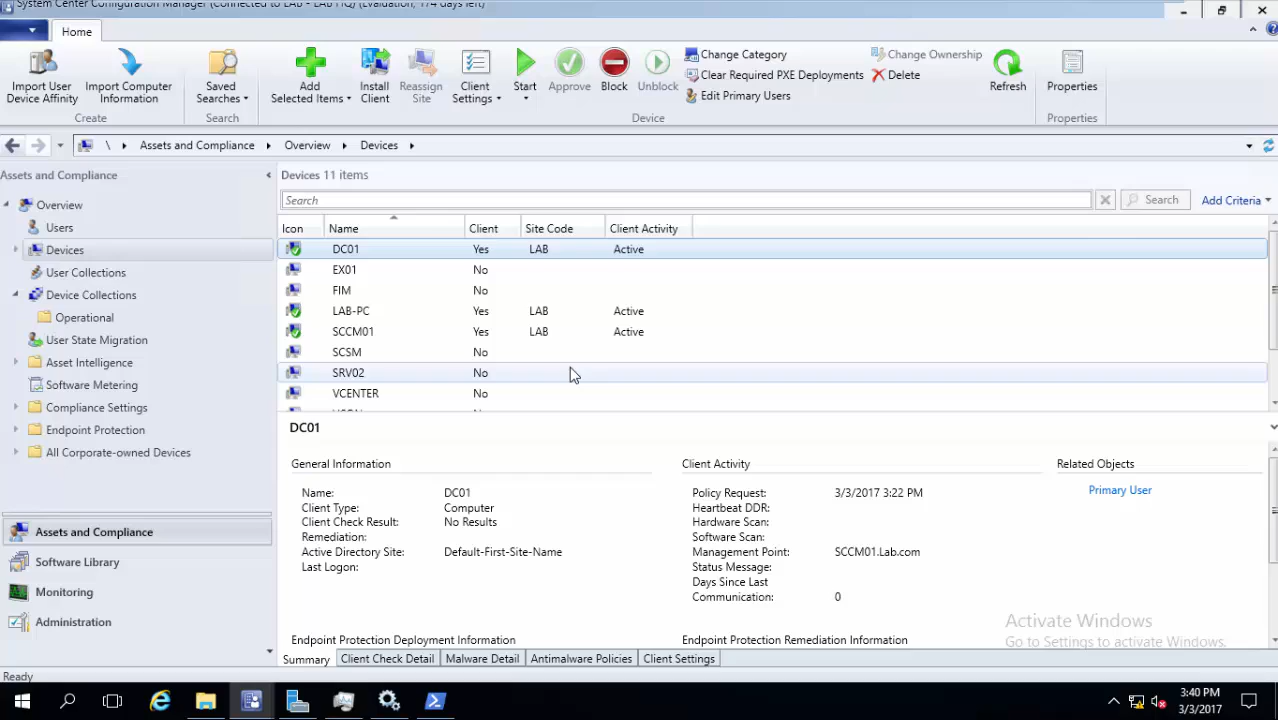 System Center Configuration Manager (Connected to LAB - LAB HQ) (Evaluation, 174 days left)
Home
Import User Device Affinity
Import Computer Information
Saved Searches
Add Selected Items
Install Client
Reassign Site
Client Settings
Start
Approve
Block
Unblock
Change Category
Clear Required PXE Deployments
Edit Primary Users
Change Ownership
Delete
Refresh
Properties
Create
Search
Device
Properties
\ Assets and Compliance Overview Devices
Assets and Compliance
Overview
Users
Devices
User Collections
Device Collections
Operational
User State Migration
Asset Intelligence
Software Metering
Compliance Settings
Endpoint Protection
All Corporate-owned Devices
Assets and Compliance
Software Library
Monitoring
Administration
Devices 11 items
Search Search Add Criteria
Icon Name Client Site Code Client Activity
DC01 Yes LAB Active
EX01 No
FIM No
LAB-PC Yes LAB Active
SCCM01 Yes LAB Active
SCSM No
SRV02 No
VCENTER No
DC01
General Information
Name: DC01
Client Type: Computer
Client Check Result: No Results
Remediation:
Active Directory Site: Default-First-Site-Name
Last Logon:
Client Activity
Policy Request: 3/3/2017 3:22 PM
Heartbeat DDR:
Hardware Scan:
Software Scan:
Management Point: SCCM01.Lab.com
Status Message:
Days Since Last
Communication: 0
Related Objects
Primary User
Endpoint Protection Deployment Information
Endpoint Protection Remediation Information
Activate Windows
Go to Settings to activate Windows.
Summary Client Check Detail Malware Detail Antimalware Policies Client Settings
Ready
3:40 PM
3/3/2017